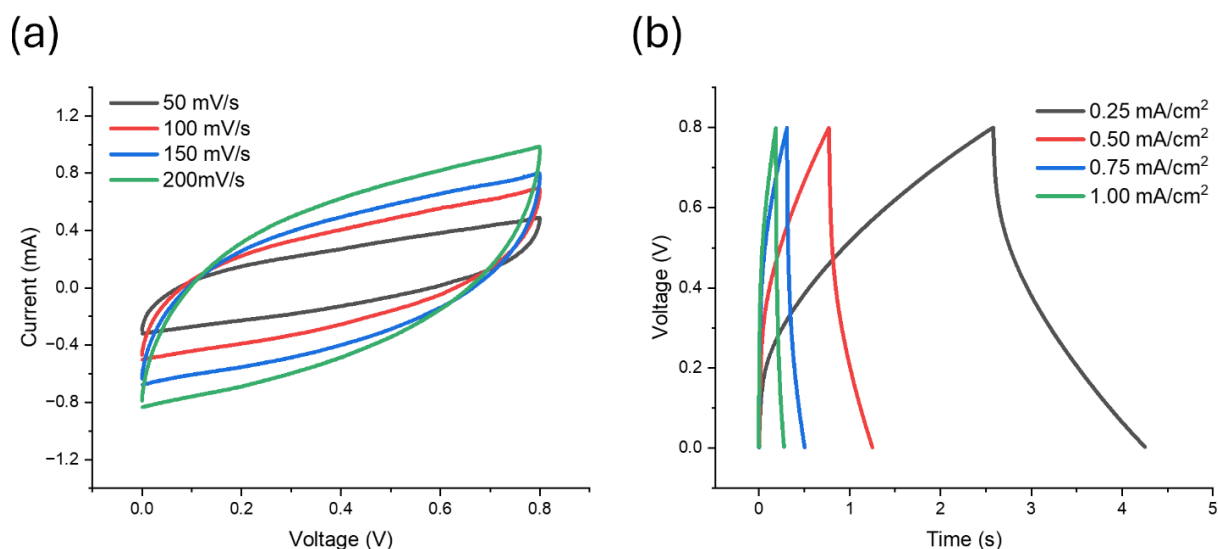 (a)
50 mV/s
100 mV/s
150 mV/s
200mV/s
1.2
0.8
0.4
0.0
−0.4
−0.8
−1.2
Current (mA)
0.0 0.2 0.4 0.6 0.8
Voltage (V)
(b)
0.25 mA/cm²
0.50 mA/cm²
0.75 mA/cm²
1.00 mA/cm²
0.8
0.6
0.4
0.2
0.0
Voltage (V)
0 1 2 3 4 5
Time (s)